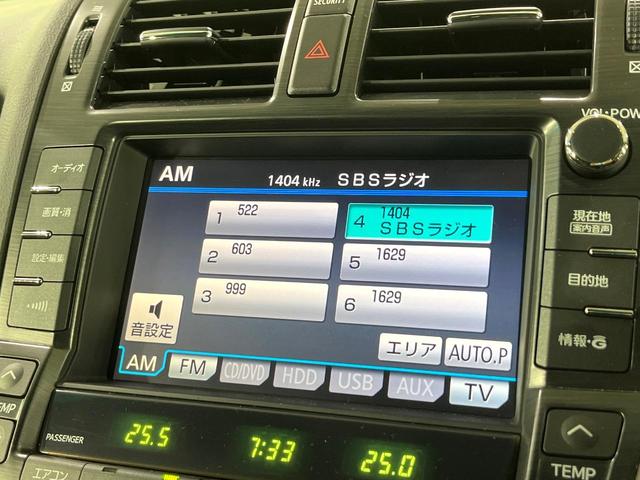 SECURITY
VOL・POW
オーディオ
画質・消
設定・編集
AM
1404 kHz SBSラジオ
1 522
4 1404 SBSラジオ
2 603
5 1629
3 999
6 1629
音設定
エリア
AUTO.P
AM
FM
CD/DVD
HDD
USB
AUX
TV
現在地
案内音声
目的地
情報・G
TEMP
PASSENGER
25.5
7:33
25.0
エアコン
TEMP